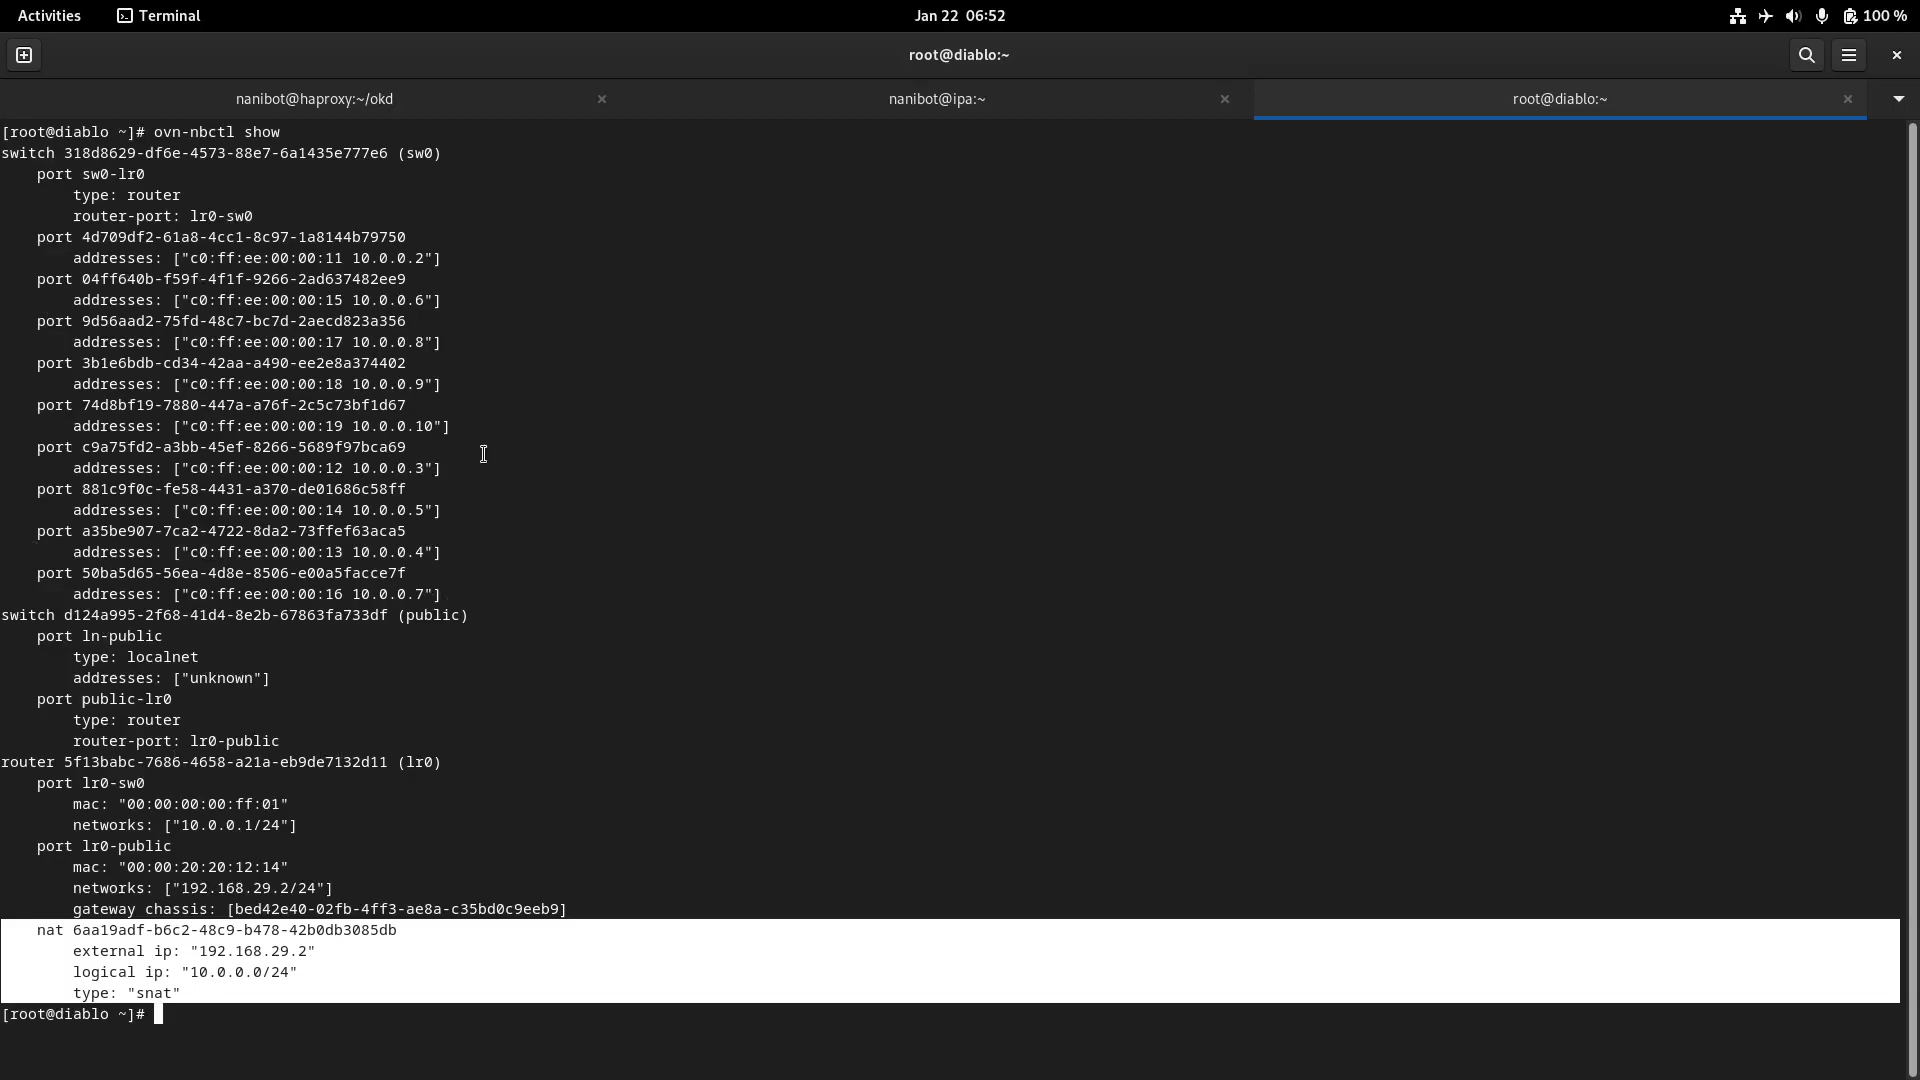 Activities Terminal Jan 22 06:52 100 %
root@diablo:~
nanibot@haproxy:~/okd nanibot@ipa:~ root@diablo:~
[root@diablo ~]# ovn-nbctl show
switch 318d8629-df6e-4573-88e7-6a1435e777e6 (sw0)
    port sw0-lr0
        type: router
        router-port: lr0-sw0
    port 4d709df2-61a8-4cc1-8c97-1a8144b79750
        addresses: ["c0:ff:ee:00:00:11 10.0.0.2"]
    port 04ff640b-f59f-4f1f-9266-2ad637482ee9
        addresses: ["c0:ff:ee:00:00:15 10.0.0.6"]
    port 9d56aad2-75fd-48c7-bc7d-2aecd823a356
        addresses: ["c0:ff:ee:00:00:17 10.0.0.8"]
    port 3b1e6bdb-cd34-42aa-a490-ee2e8a374402
        addresses: ["c0:ff:ee:00:00:18 10.0.0.9"]
    port 74d8bf19-7880-447a-a76f-2c5c73bf1d67
        addresses: ["c0:ff:ee:00:00:19 10.0.0.10"]
    port c9a75fd2-a3bb-45ef-8266-5689f97bca69
        addresses: ["c0:ff:ee:00:00:12 10.0.0.3"]
    port 881c9f0c-fe58-4431-a370-de01686c58ff
        addresses: ["c0:ff:ee:00:00:14 10.0.0.5"]
    port a35be907-7ca2-4722-8da2-73ffef63aca5
        addresses: ["c0:ff:ee:00:00:13 10.0.0.4"]
    port 50ba5d65-56ea-4d8e-8506-e00a5facce7f
        addresses: ["c0:ff:ee:00:00:16 10.0.0.7"]
switch d124a995-2f68-41d4-8e2b-67863fa733df (public)
    port ln-public
        type: localnet
        addresses: ["unknown"]
    port public-lr0
        type: router
        router-port: lr0-public
router 5f13babc-7686-4658-a21a-eb9de7132d11 (lr0)
    port lr0-sw0
        mac: "00:00:00:00:ff:01"
        networks: ["10.0.0.1/24"]
    port lr0-public
        mac: "00:00:20:20:12:14"
        networks: ["192.168.29.2/24"]
        gateway chassis: [bed42e40-02fb-4ff3-ae8a-c35bd0c9eeb9]
    nat 6aa19adf-b6c2-48c9-b478-42b0db3085db
        external ip: "192.168.29.2"
        logical ip: "10.0.0.0/24"
        type: "snat"
[root@diablo ~]#